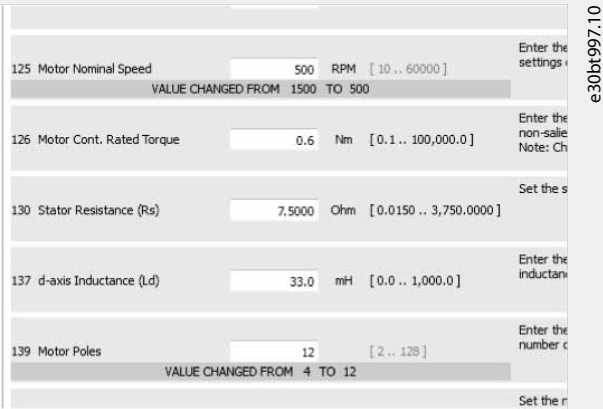 Enter the
125 Motor Nominal Speed 500 RPM [ 10 .. 60000 ] settings
VALUE CHANGED FROM 1500 TO 500
Enter the
126 Motor Cont. Rated Torque 0.6 Nm [ 0.1 .. 100,000.0 ] non-salie
Note: Ch
Set the s
130 Stator Resistance (Rs) 7.5000 Ohm [ 0.0150 .. 3,750.0000 ]
Enter the
137 d-axis Inductance (Ld) 33.0 mH [ 0.0 .. 1,000.0 ] inductan
Enter the
139 Motor Poles 12 [ 2 .. 128 ] number
VALUE CHANGED FROM 4 TO 12
Set the
e30bt997.10